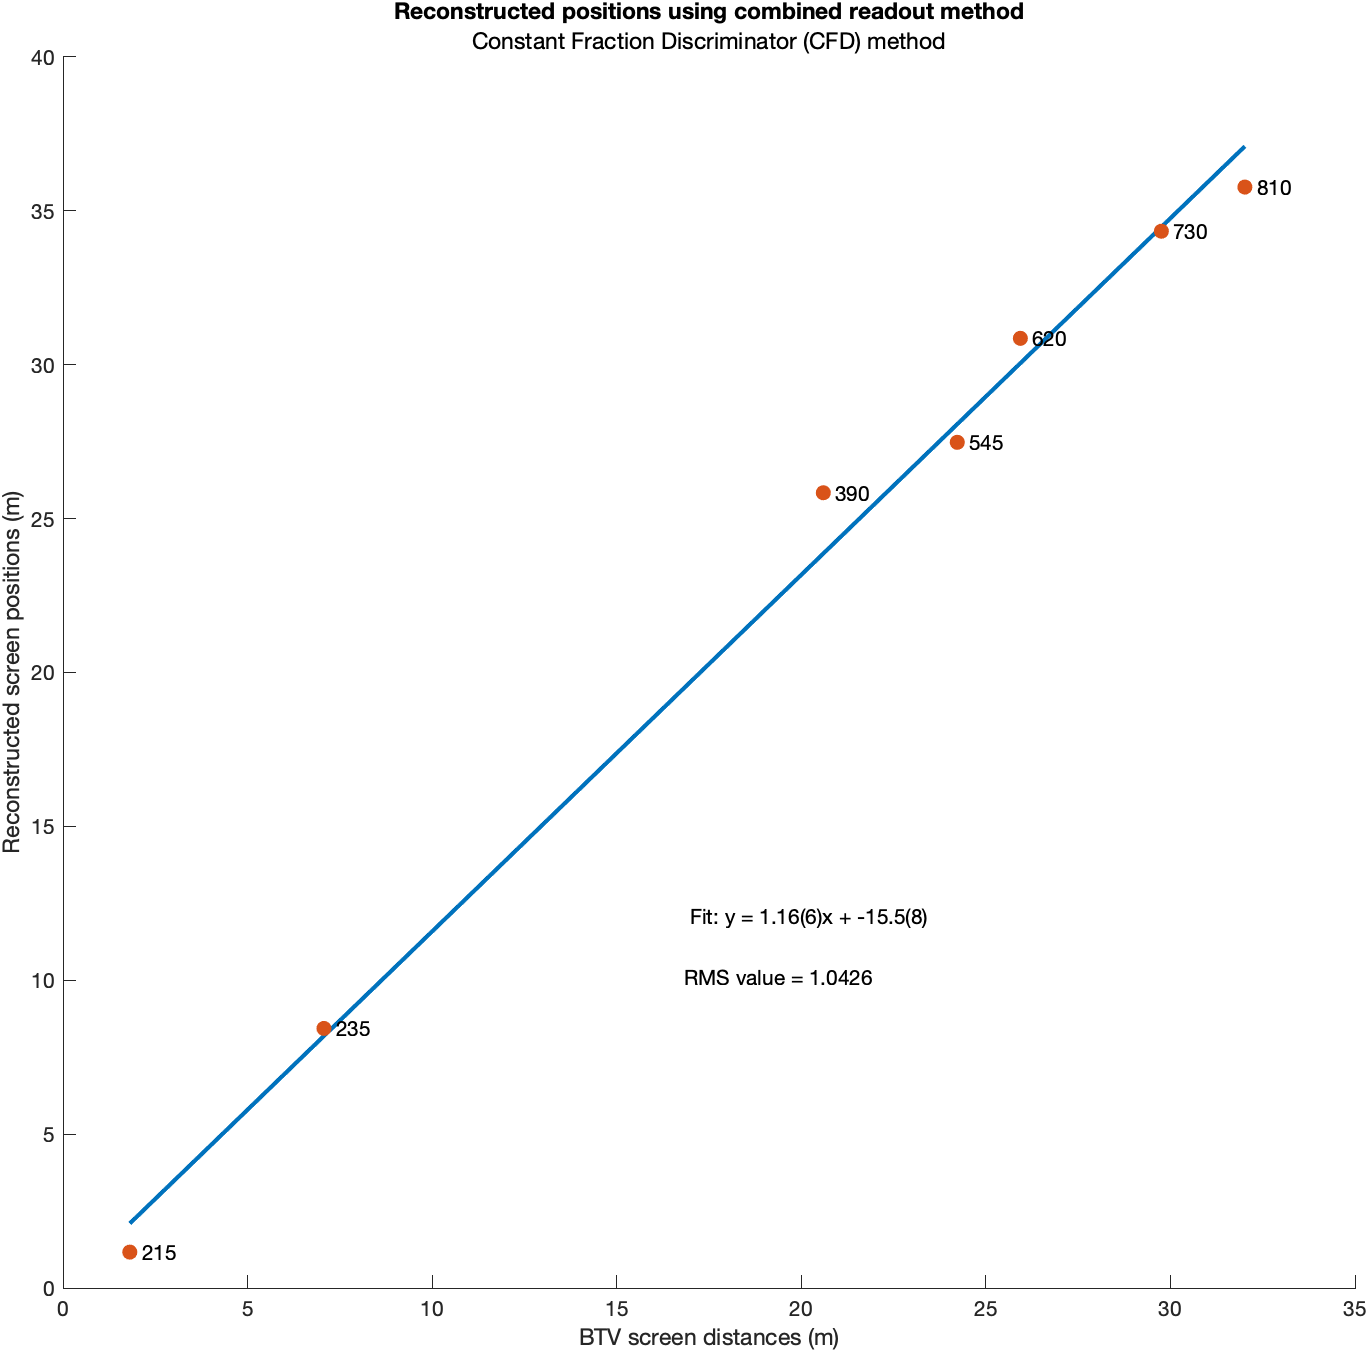 Reconstructed positions using combined readout method
Constant Fraction Discriminator (CFD) method
40
35
30
25
20
15
10
5
0
Reconstructed screen positions (m)
810
730
620
545
390
Fit: y = 1.16(6)x + -15.5(8)
RMS value = 1.0426
235
215
0 5 10 15 20 25 30 35
BTV screen distances (m)